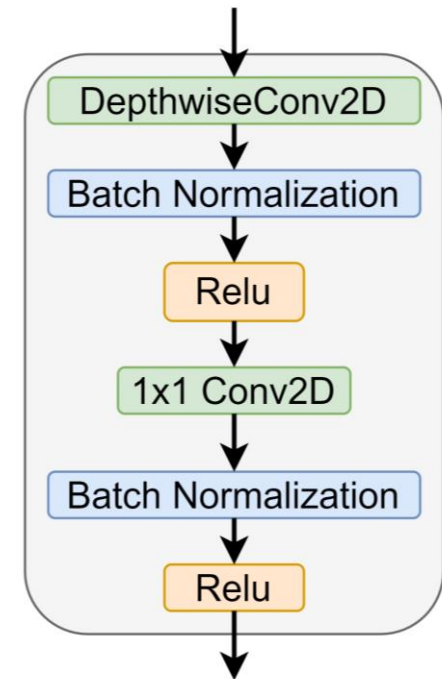 DepthwiseConv2D
Batch Normalization
Relu
1x1 Conv2D
Batch Normalization
Relu